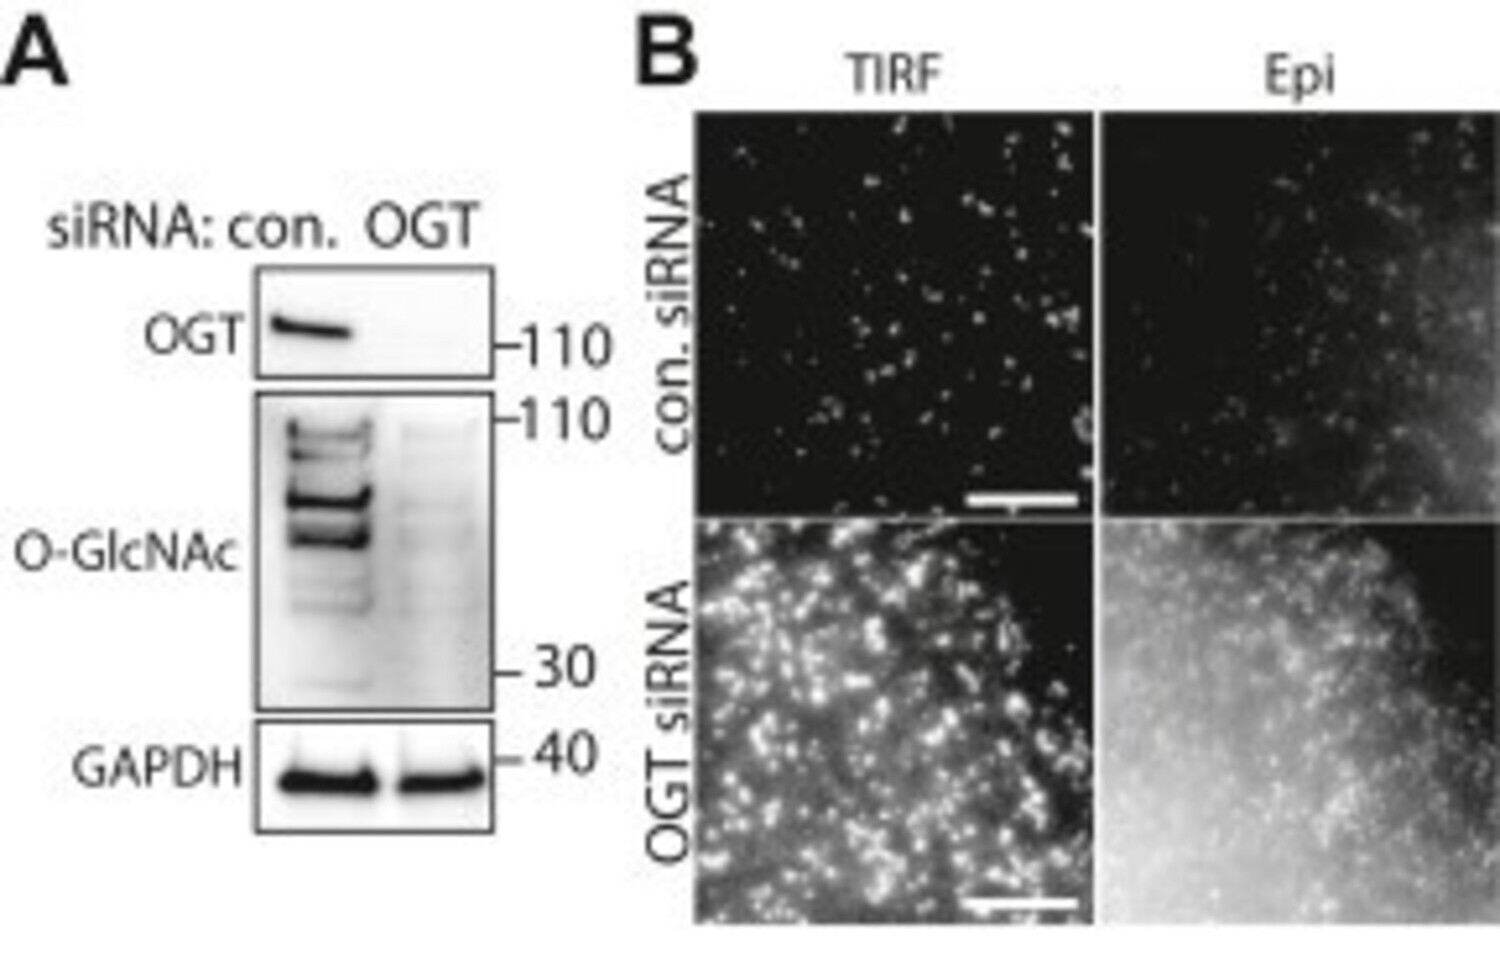 A
siRNA: con. OGT
OGT
110
110
O-GlcNAc
30
GAPDH
40
B
TIRF
Epi
con. siRNA
OGT siRNA